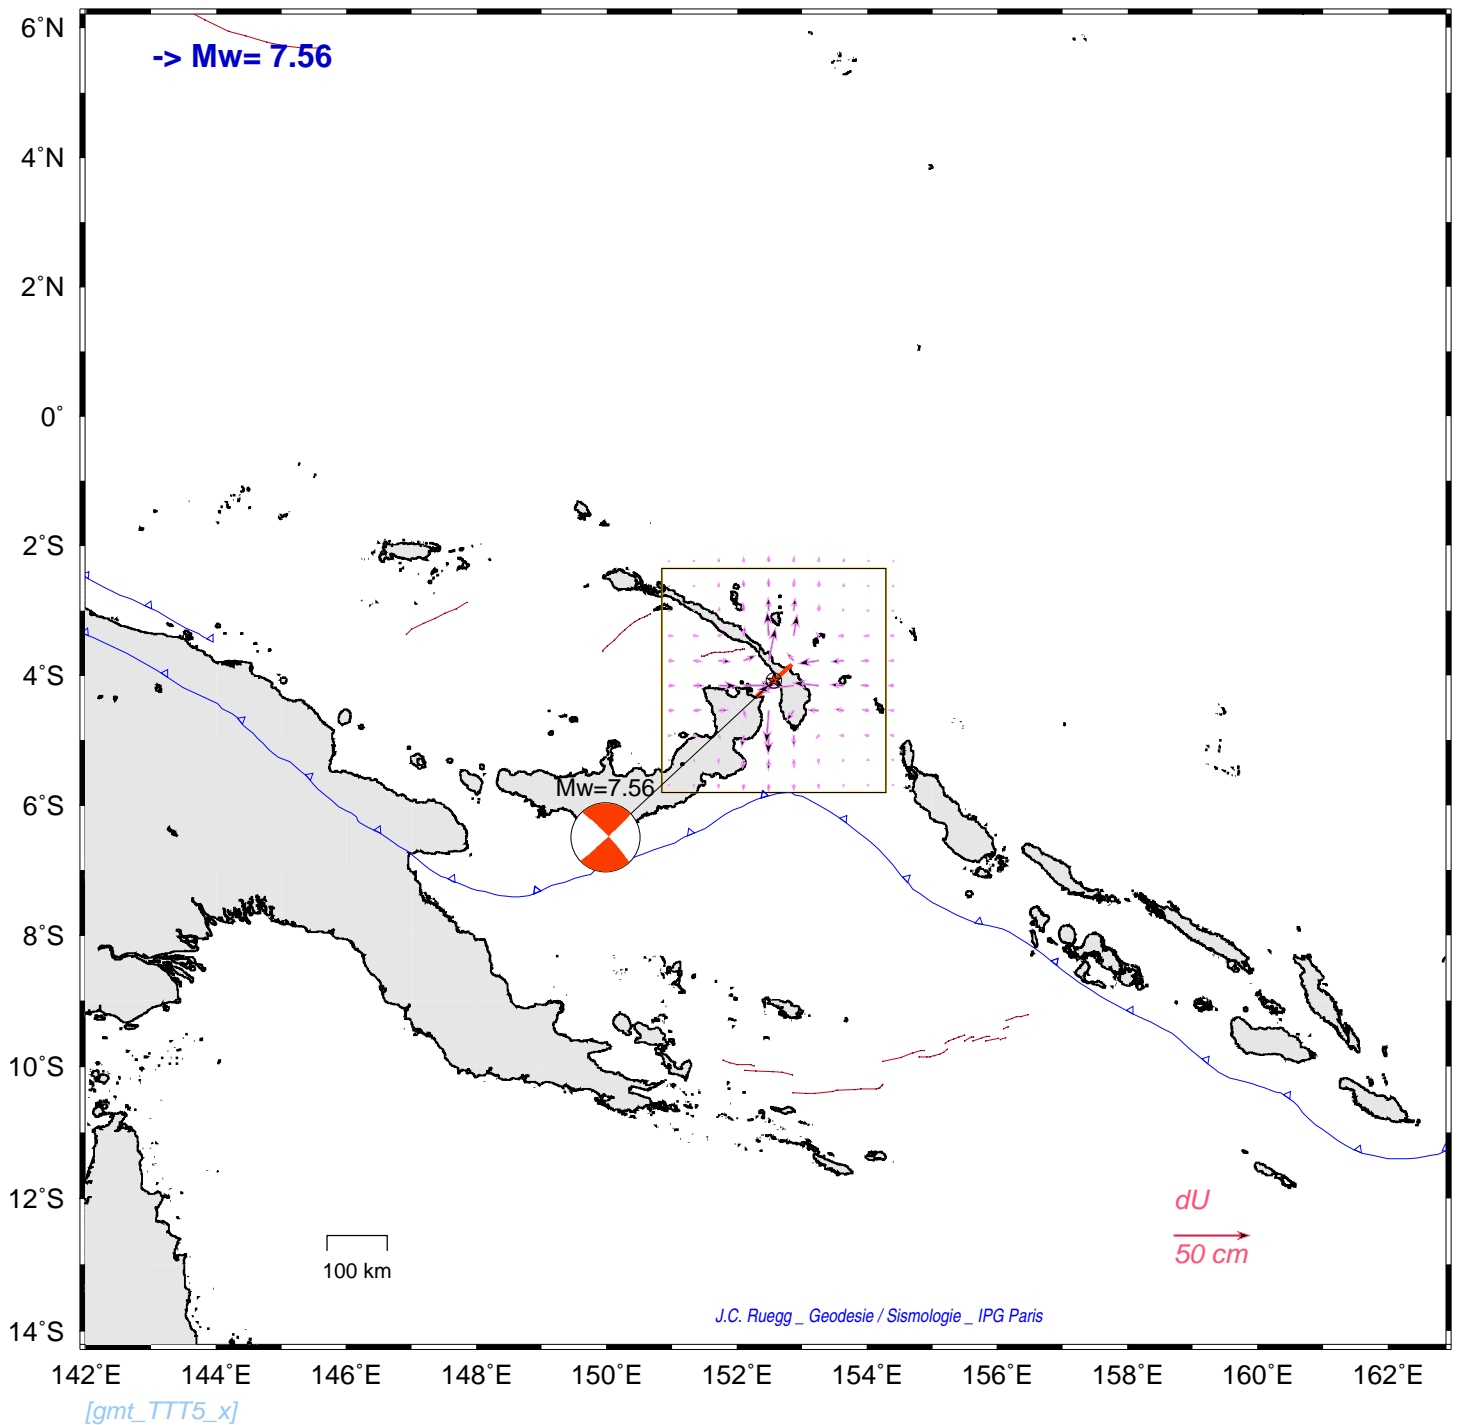 6˚N
-> Mw= 7.56
4˚N
2˚N
0˚
2˚S
4˚S
Mw=7.56
6˚S
8˚S
10˚S
12˚S
dU
50 cm
100 km
J.C. Ruegg _ Geodesie / Sismologie _ IPG Paris
14˚S
142˚E 144˚E 146˚E 148˚E 150˚E 152˚E 154˚E 156˚E 158˚E 160˚E 162˚E
[gmt_TTT5_x]